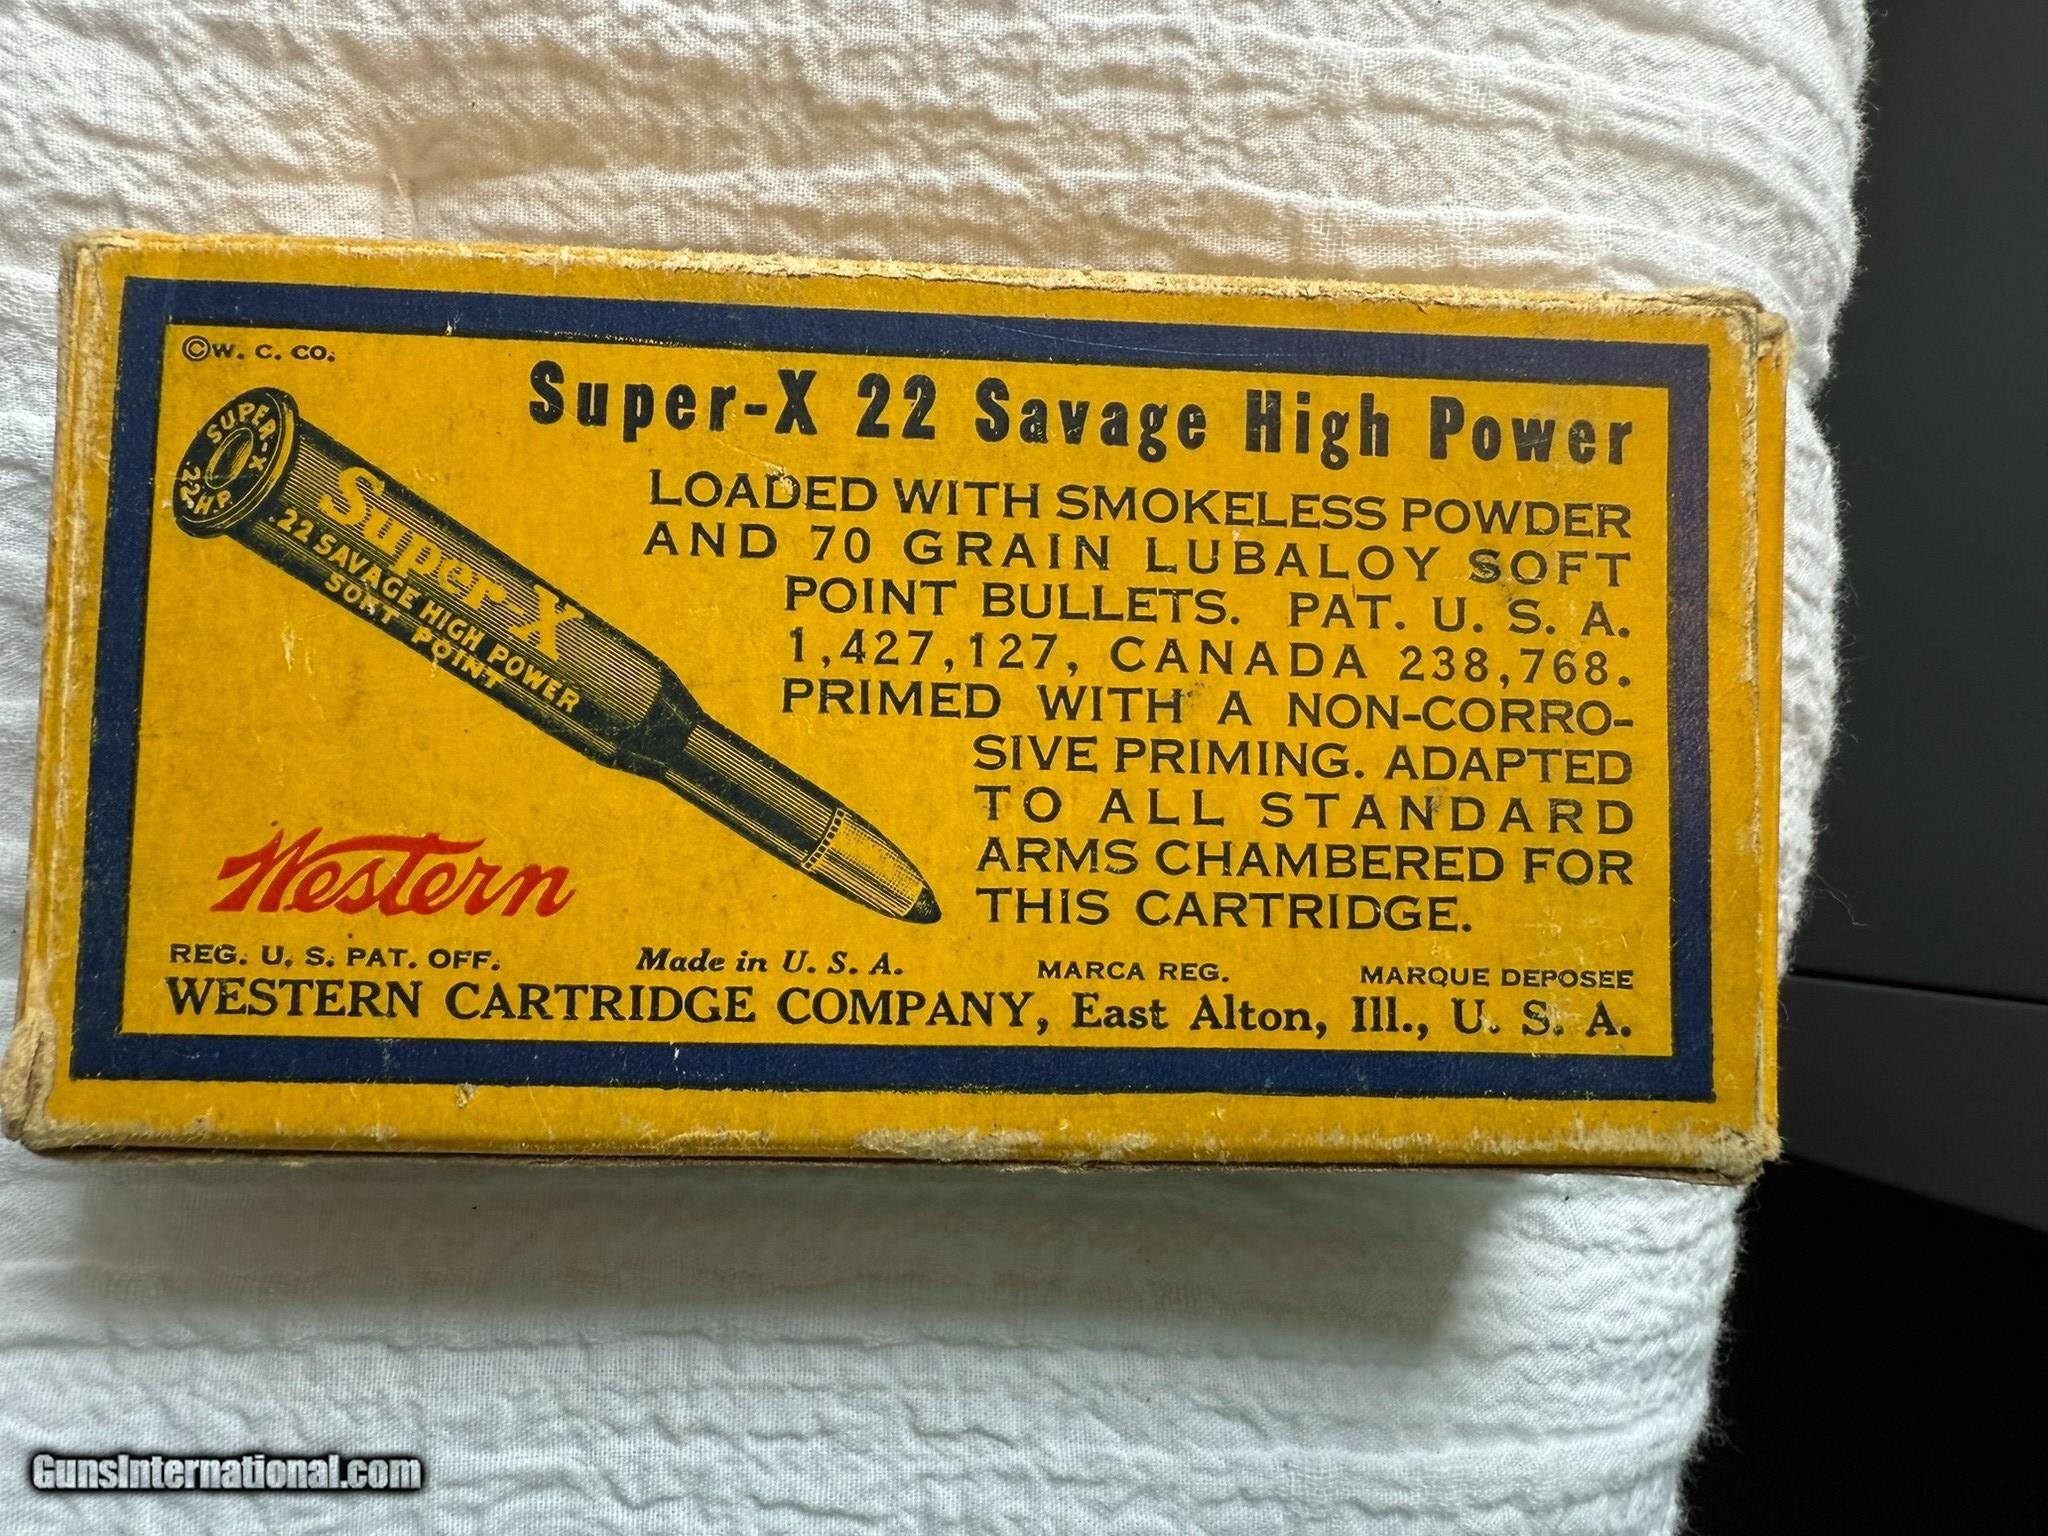 ©W. C. CO.
SUPER-X
.22 H.P.
Super-X
.22 SAVAGE HIGH POWER
SOFT POINT
Super-X 22 Savage High Power
LOADED WITH SMOKELESS POWDER
AND 70 GRAIN LUBALOY SOFT
POINT BULLETS. PAT. U. S. A.
1,427,127, CANADA 238,768.
PRIMED WITH A NON-CORRO-
SIVE PRIMING. ADAPTED
TO ALL STANDARD
ARMS CHAMBERED FOR
THIS CARTRIDGE.
Western
REG. U. S. PAT. OFF. Made in U. S. A. MARCA REG. MARQUE DEPOSEE
WESTERN CARTRIDGE COMPANY, East Alton, Ill., U. S. A.
GunsInternational.com